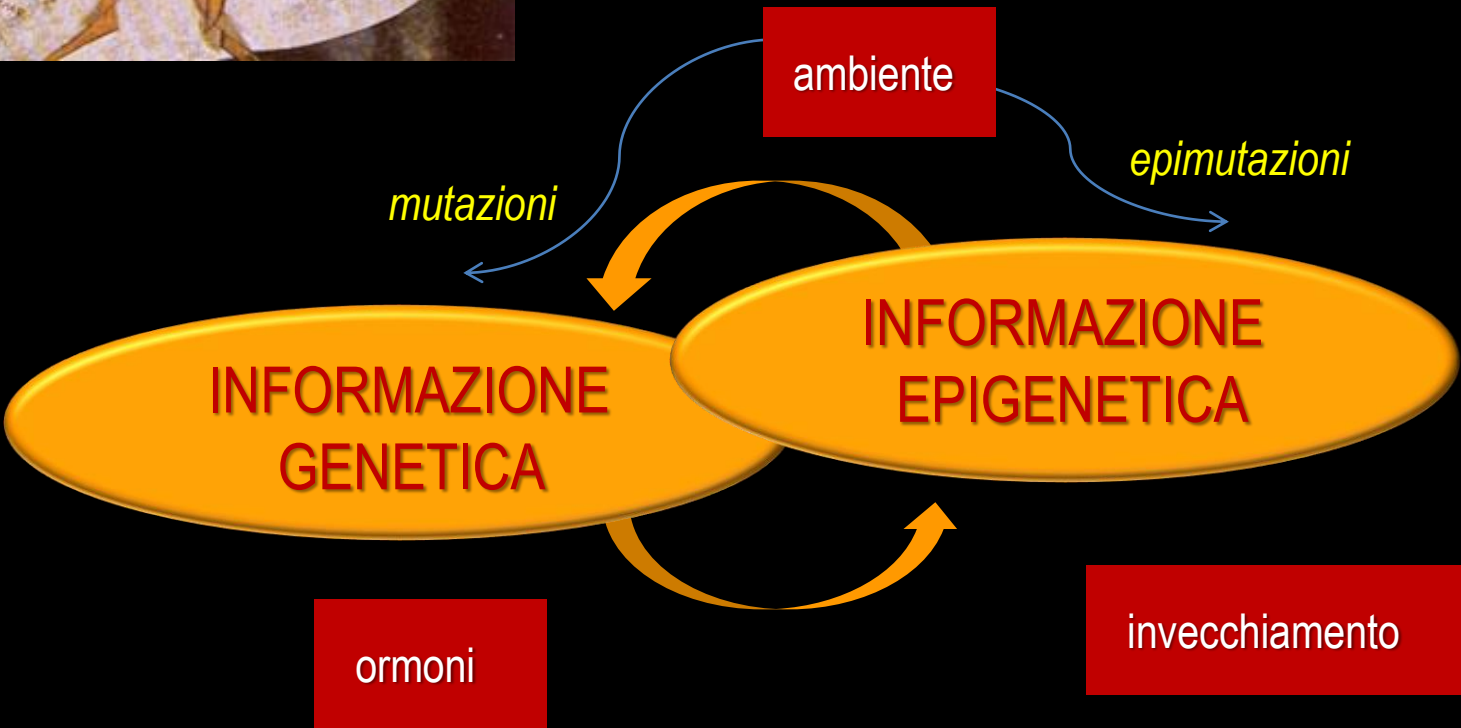 ambiente
epimutazioni
mutazioni
INFORMAZIONE
EPIGENETICA
INFORMAZIONE
GENETICA
invecchiamento
ormoni